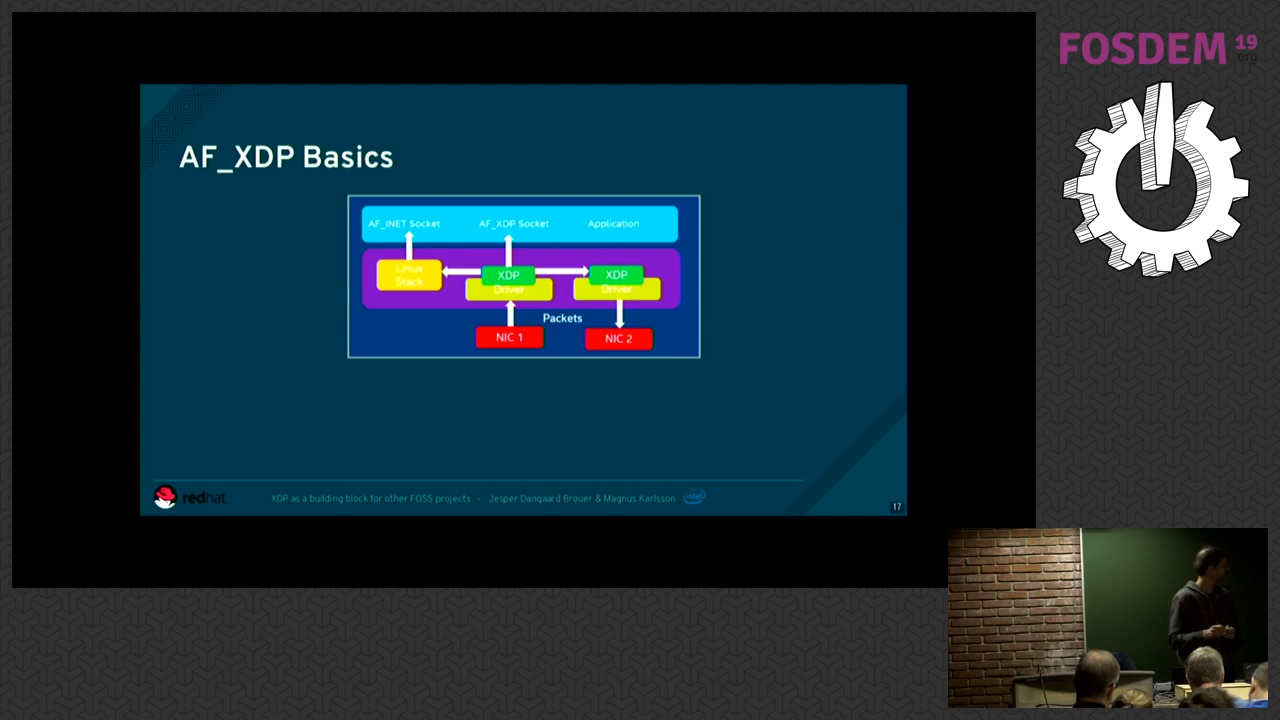 FOSDEM 19
.org
AF_XDP Basics
AF_INET Socket AF_XDP Socket Application
Linux
Stack
XDP
Driver
XDP
Driver
Packets
NIC 1
NIC 2
redhat
XDP as a building block for other FOSS projects - Jesper Dangaard Brouer & Magnus Karlsson
intel
17